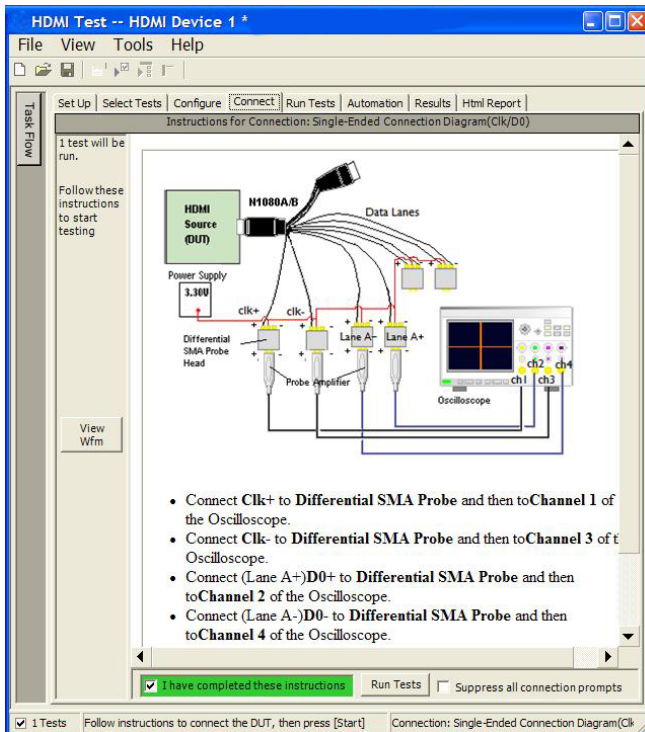 HDMI Test -- HDMI Device 1 *
File View Tools Help
Task Flow
Set Up Select Tests Configure Connect Run Tests Automation Results Html Report
Instructions for Connection: Single-Ended Connection Diagram(Clk/D0)
1 test will be
run.
Follow these
instructions
to start
testing
View
Wfm
HDMI
Source
(DUT)
N1080A/B
Data Lanes
+ - + -
Power Supply
3.30V
clk+
clk-
+ - + - + - + -
Differential
SMA Probe
Head
Lane A-
Lane A+
+ - + - + - + -
Probe Amplifier
ch2 ch4
ch1 ch3
Oscilloscope
• Connect Clk+ to Differential SMA Probe and then toChannel 1 of
the Oscilloscope.
• Connect Clk- to Differential SMA Probe and then toChannel 3 of t
Oscilloscope.
• Connect (Lane A+)D0+ to Differential SMA Probe and then
toChannel 2 of the Oscilloscope.
• Connect (Lane A-)D0- to Differential SMA Probe and then
toChannel 4 of the Oscilloscope.
I have completed these instructions Run Tests Suppress all connection prompts
1 Tests Follow instructions to connect the DUT, then press [Start] Connection: Single-Ended Connection Diagram(Clk